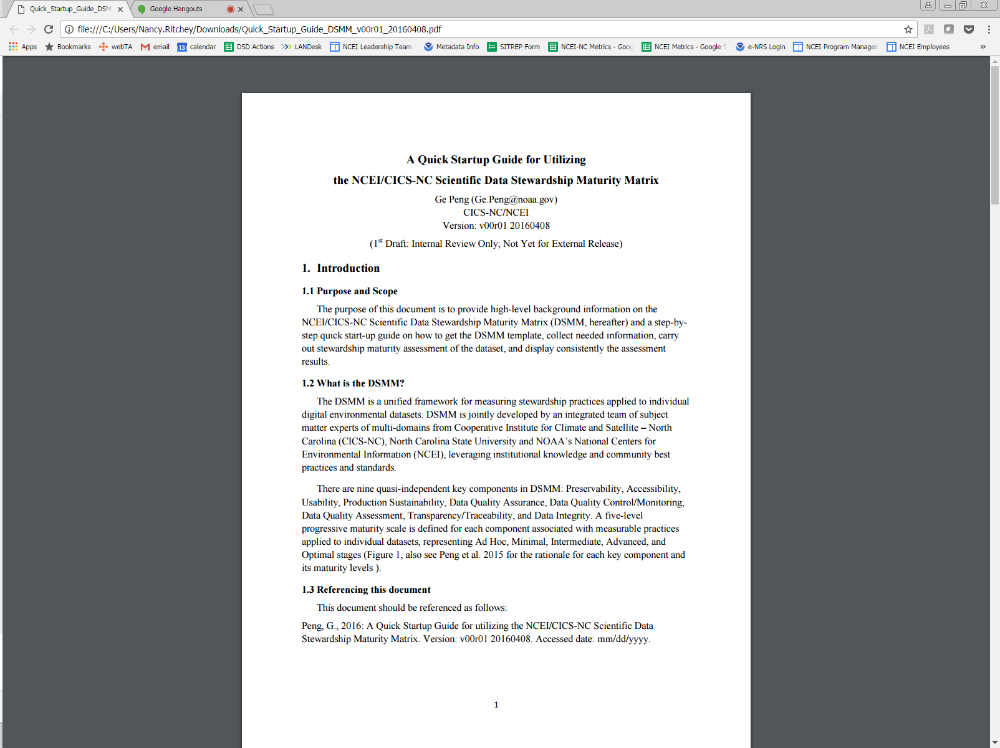 Quick_Startup_Guide_DSM
Google Hangouts
file:///C:/Users/Nancy.Ritchey/Downloads/Quick_Startup_Guide_DSMM_v00r01_20160408.pdf
Apps Bookmarks webTA email 13 calendar DSD Actions LANDesk NCEI Leadership Team Metadata Info SITREP Form NCEI-NC Metrics - Goog NCEI Metrics - Google S e-NRS Login NCEI Program Manager NCEI Employees »
A Quick Startup Guide for Utilizing
the NCEI/CICS-NC Scientific Data Stewardship Maturity Matrix
Ge Peng (Ge.Peng@noaa.gov)
CICS-NC/NCEI
Version: v00r01 20160408
(1st Draft: Internal Review Only; Not Yet for External Release)
1. Introduction
1.1 Purpose and Scope
The purpose of this document is to provide high-level background information on the
NCEI/CICS-NC Scientific Data Stewardship Maturity Matrix (DSMM, hereafter) and a step-by-
step quick start-up guide on how to get the DSMM template, collect needed information, carry
out stewardship maturity assessment of the dataset, and display consistently the assessment
results.
1.2 What is the DSMM?
The DSMM is a unified framework for measuring stewardship practices applied to individual
digital environmental datasets. DSMM is jointly developed by an integrated team of subject
matter experts of multi-domains from Cooperative Institute for Climate and Satellite – North
Carolina (CICS-NC), North Carolina State University and NOAA's National Centers for
Environmental Information (NCEI), leveraging institutional knowledge and community best
practices and standards.
There are nine quasi-independent key components in DSMM: Preservability, Accessibility,
Usability, Production Sustainability, Data Quality Assurance, Data Quality Control/Monitoring,
Data Quality Assessment, Transparency/Traceability, and Data Integrity. A five-level
progressive maturity scale is defined for each component associated with measurable practices
applied to individual datasets, representing Ad Hoc, Minimal, Intermediate, Advanced, and
Optimal stages (Figure 1, also see Peng et al. 2015 for the rationale for each key component and
its maturity levels ).
1.3 Referencing this document
This document should be referenced as follows:
Peng, G., 2016: A Quick Startup Guide for utilizing the NCEI/CICS-NC Scientific Data
Stewardship Maturity Matrix. Version: v00r01 20160408. Accessed date: mm/dd/yyyy.
1